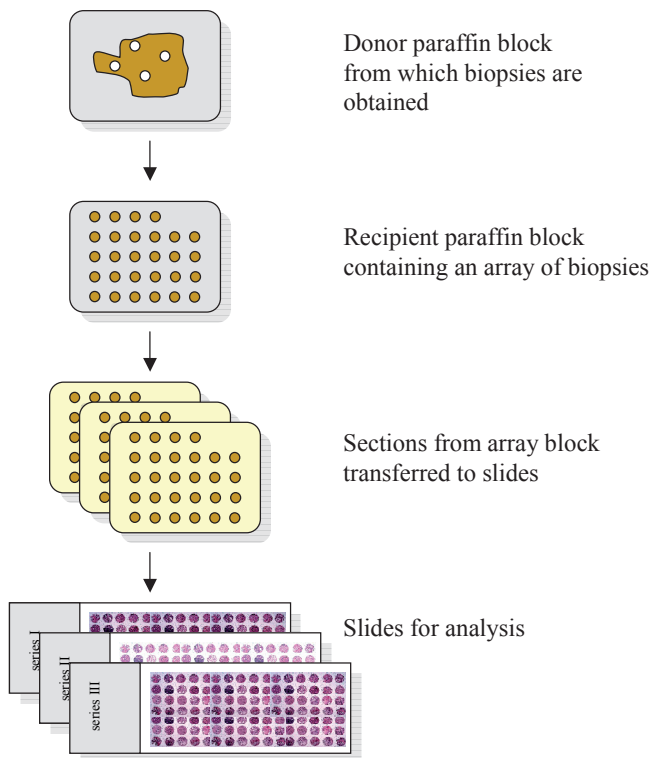 Donor paraffin block
from which biopsies are
obtained
Recipient paraffin block
containing an array of biopsies
Sections from array block
transferred to slides
Slides for analysis
series I
series II
series III